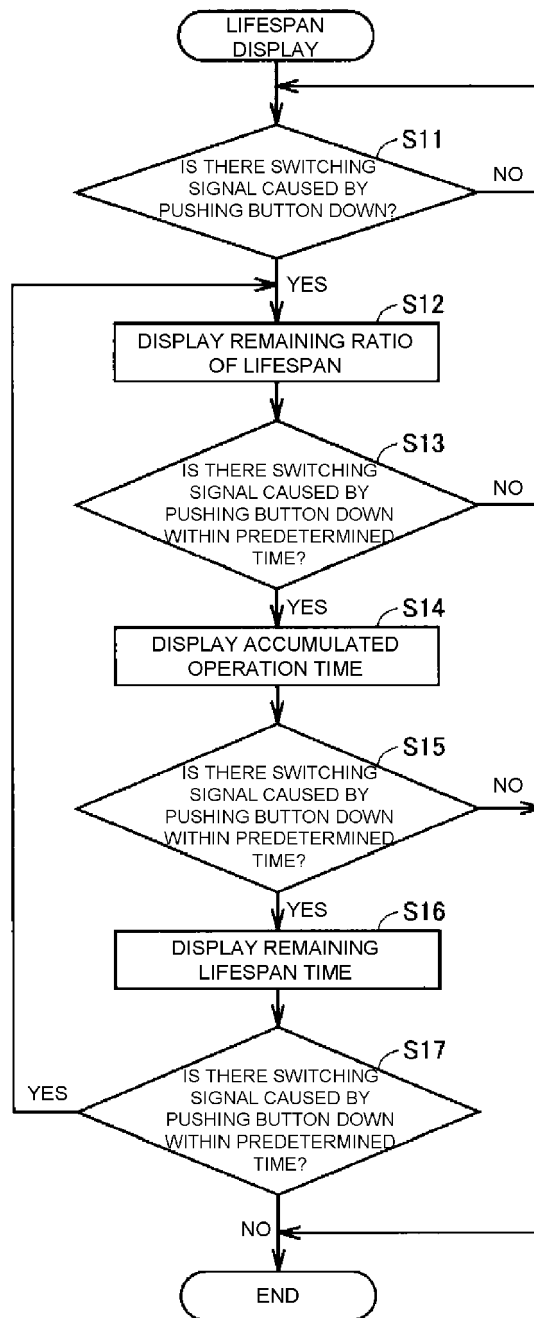 LIFESPAN
DISPLAY
S11
IS THERE SWITCHING
SIGNAL CAUSED BY
PUSHING BUTTON DOWN?
NO
YES
S12
DISPLAY REMAINING RATIO
OF LIFESPAN
S13
IS THERE SWITCHING
SIGNAL CAUSED BY
PUSHING BUTTON DOWN
WITHIN PREDETERMINED
TIME?
NO
YES
S14
DISPLAY ACCUMULATED
OPERATION TIME
S15
IS THERE SWITCHING
SIGNAL CAUSED BY
PUSHING BUTTON DOWN
WITHIN PREDETERMINED
TIME?
NO
YES
S16
DISPLAY REMAINING
LIFESPAN TIME
S17
IS THERE SWITCHING
SIGNAL CAUSED BY
PUSHING BUTTON DOWN
WITHIN PREDETERMINED
TIME?
YES
NO
END